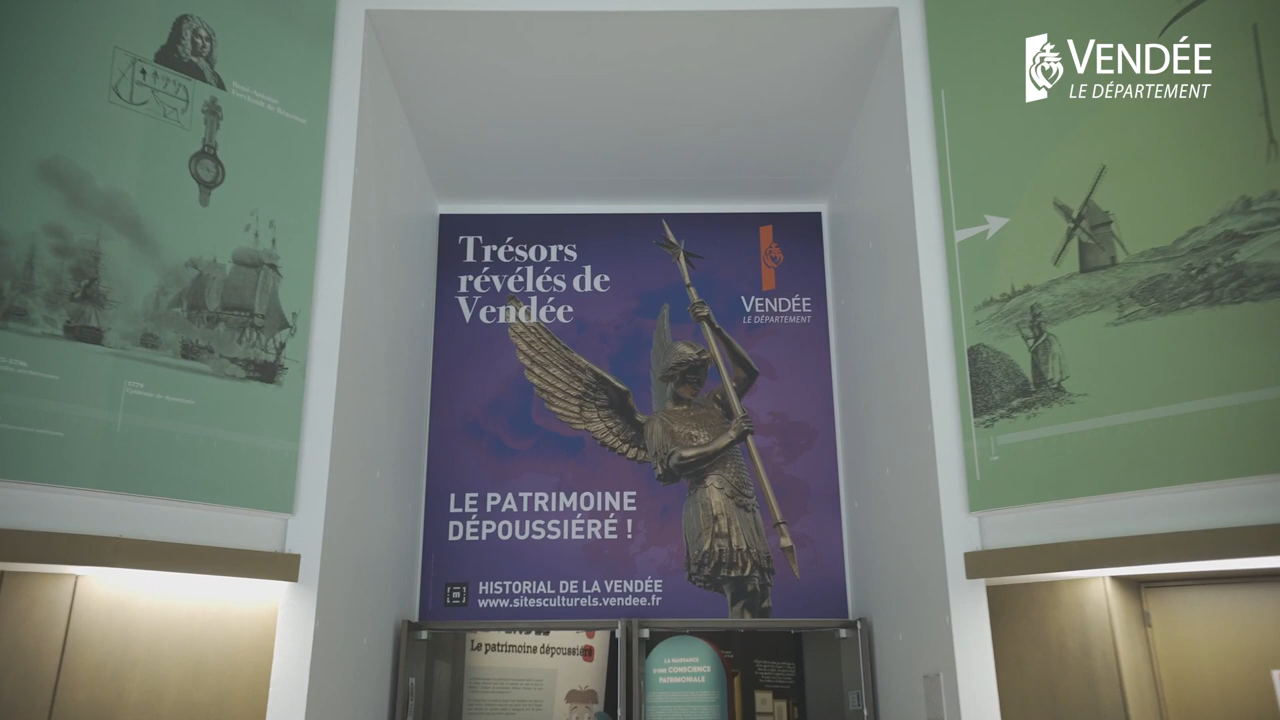 VENDÉE
LE DÉPARTEMENT
Trésors
révélés de
Vendée
VENDÉE
LE DÉPARTEMENT
LE PATRIMOINE
DÉPOUSSIÉRÉ !
HISTORIAL DE LA VENDÉE
www.sitesculturels.vendee.fr
Le patrimoine dépoussiéré
LA NAISSANCE
D'UNE CONSCIENCE
PATRIMONIALE
1779